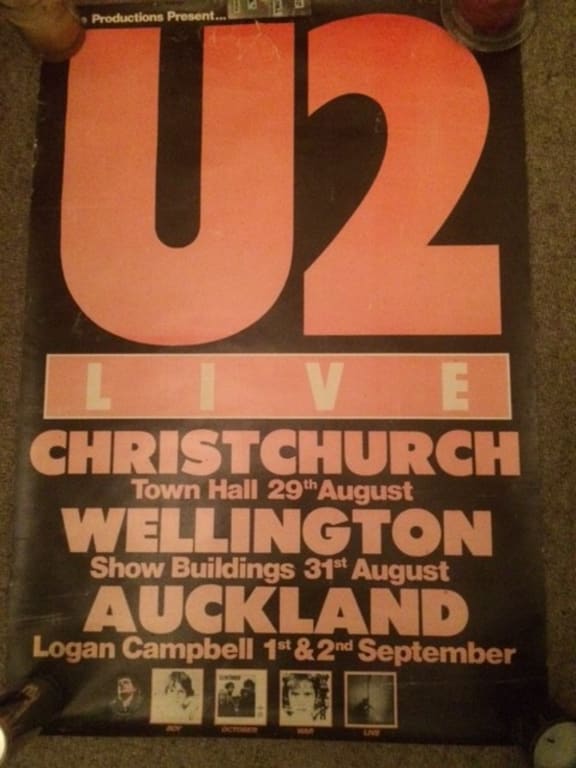 Productions Present...
U2
LIVE
CHRISTCHURCH
Town Hall 29th August
WELLINGTON
Show Buildings 31st August
AUCKLAND
Logan Campbell 1st & 2nd September
BOY OCTOBER WAR LIVE